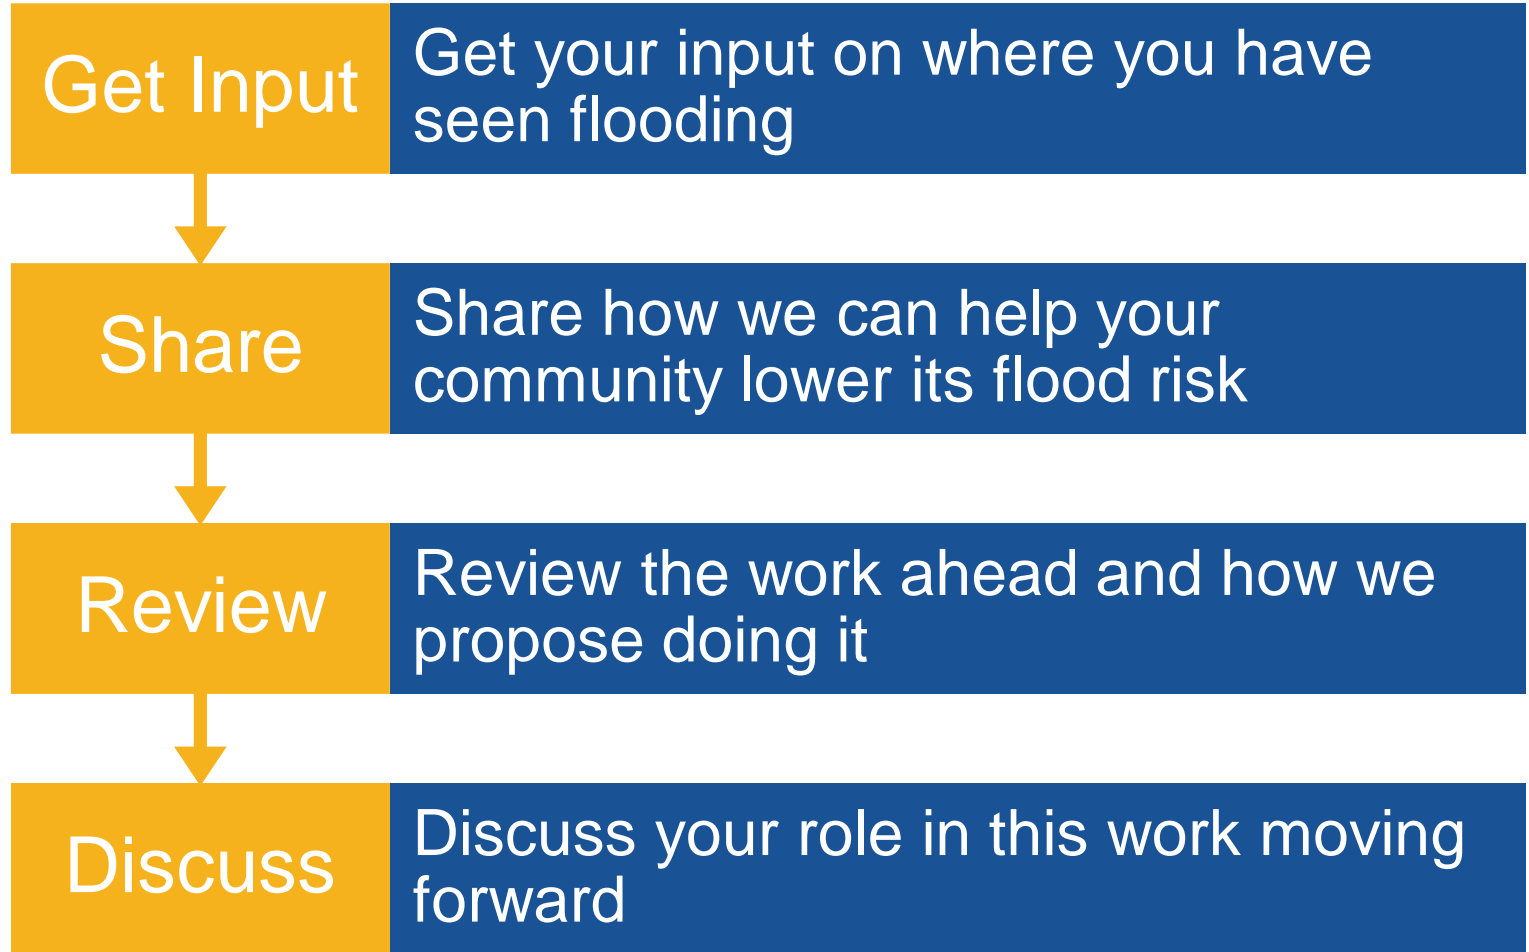 Get Input
Get your input on where you have
seen flooding
Share
Share how we can help your
community lower its flood risk
Review
Review the work ahead and how we
propose doing it
Discuss
Discuss your role in this work moving
forward